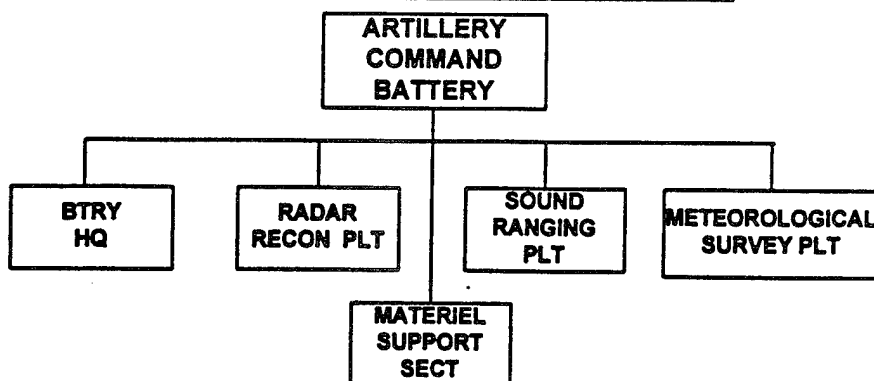 ARTILLERY
COMMAND
BATTERY
BTRY
HQ
RADAR
RECON PLT
SOUND
RANGING
PLT
METEOROLOGICAL
SURVEY PLT
MATERIEL
SUPPORT
SECT